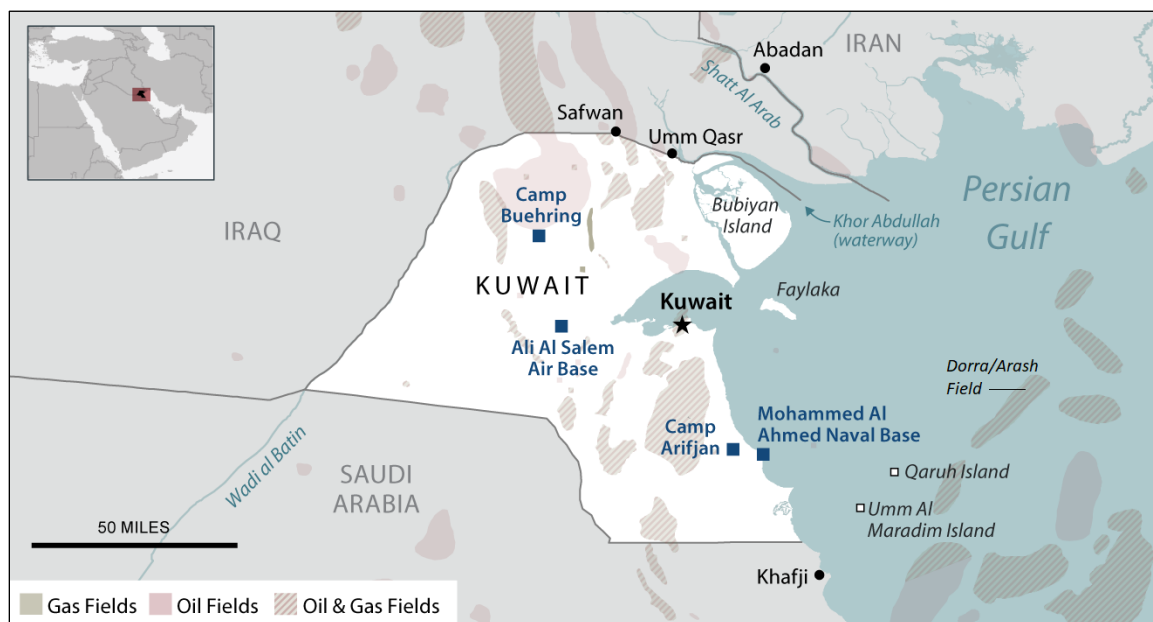 Abadan
IRAN
Shatt Al Arab
Safwan
Umm Qasr
Persian
Gulf
Camp
Buehring
Bubiyan
Island
Khor Abdullah
(waterway)
IRAQ
KUWAIT
Kuwait
Faylaka
Ali Al Salem
Air Base
Dorra/Arash
Field
Mohammed Al
Ahmed Naval Base
Camp
Arifjan
Wadi al Batin
SAUDI
ARABIA
Qaruh Island
Umm Al
Maradim Island
50 MILES
Khafji
Gas Fields
Oil Fields
Oil & Gas Fields